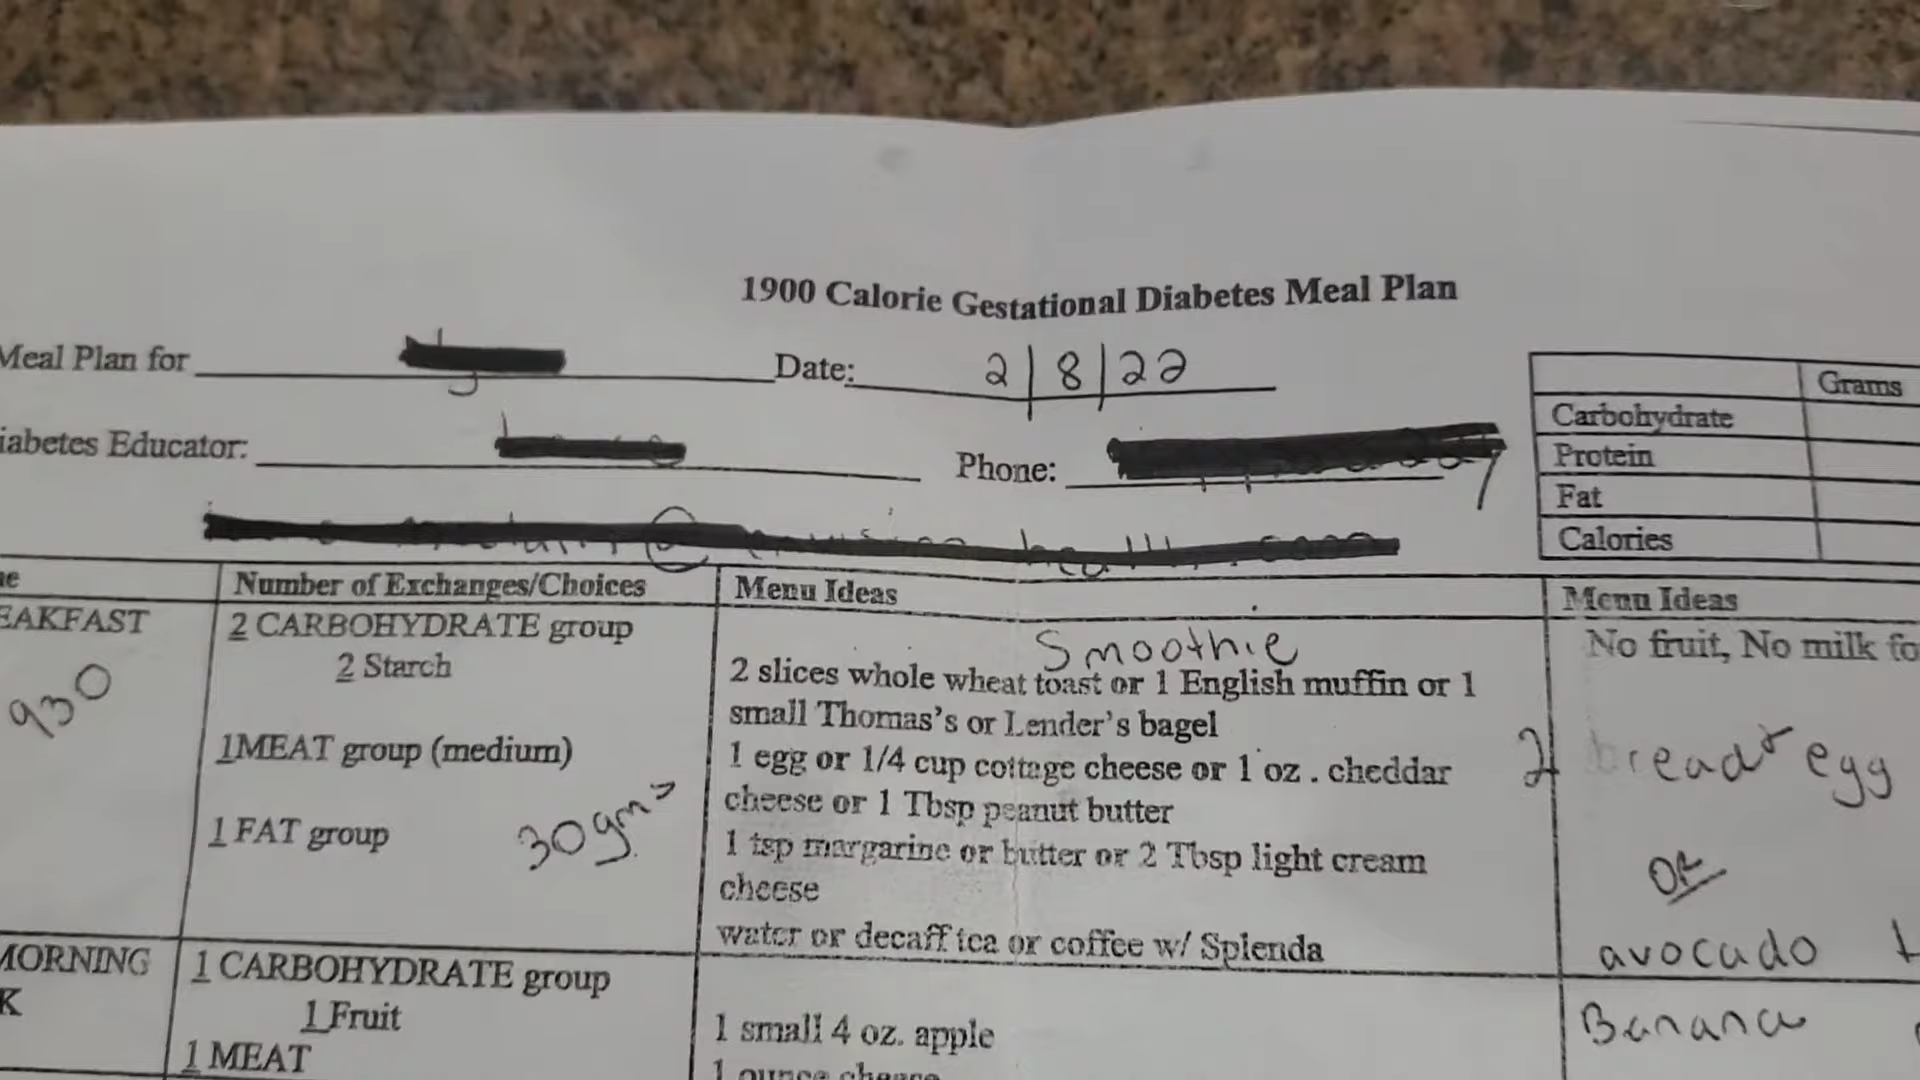 1900 Calorie Gestational Diabetes Meal Plan
Meal Plan for Date: 2/8/22
iabetes Educator: Phone:
Grams
Carbohydrate
Protein
Fat
Calories
Number of Exchanges/Choices
Menu Ideas
Menu Ideas
EAKFAST
930
2 CARBOHYDRATE group
2 Starch
1MEAT group (medium)
1 FAT group
30gms
Smoothie
2 slices whole wheat toast or 1 English muffin or 1
small Thomas's or Lender's bagel
1 egg or 1/4 cup cottage cheese or 1 oz . cheddar
cheese or 1 Tbsp peanut butter
1 tsp margarine or butter or 2 Tbsp light cream
cheese
water or decaff tea or coffee w/ Splenda
No fruit, No milk fo
2 bread + egg
OR
avocado t
MORNING
K
1 CARBOHYDRATE group
1 Fruit
1 MEAT
1 small 4 oz. apple
1 ounce cheese
Banana